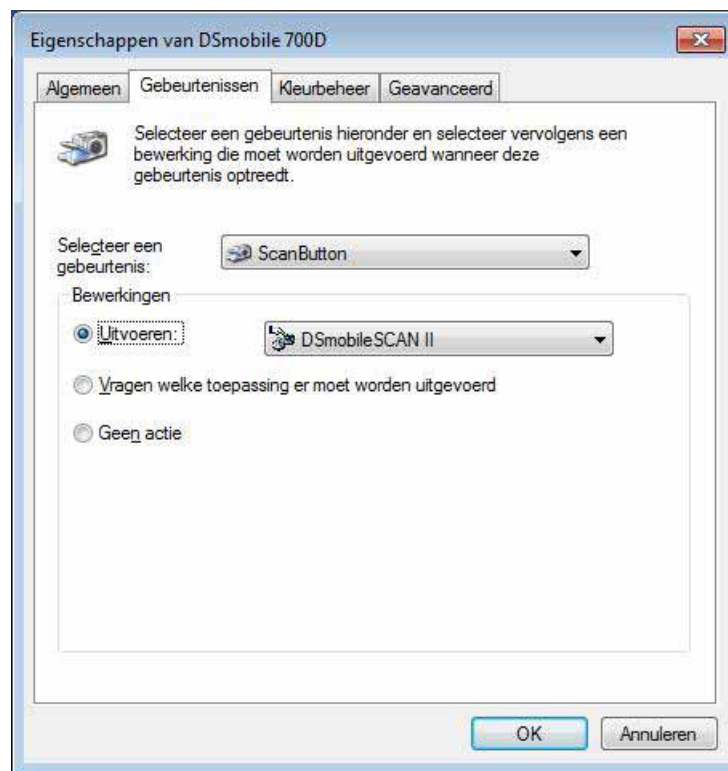 Eigenschappen van DSmobile 700D
Algemeen Gebeurtenissen Kleurbeheer Geavanceerd
Selecteer een gebeurtenis hieronder en selecteer vervolgens een
bewerking die moet worden uitgevoerd wanneer deze
gebeurtenis optreedt.
Selecteer een
gebeurtenis:
ScanButton
Bewerkingen
Uitvoeren: DSmobileSCAN II
Vragen welke toepassing er moet worden uitgevoerd
Geen actie
OK Annuleren